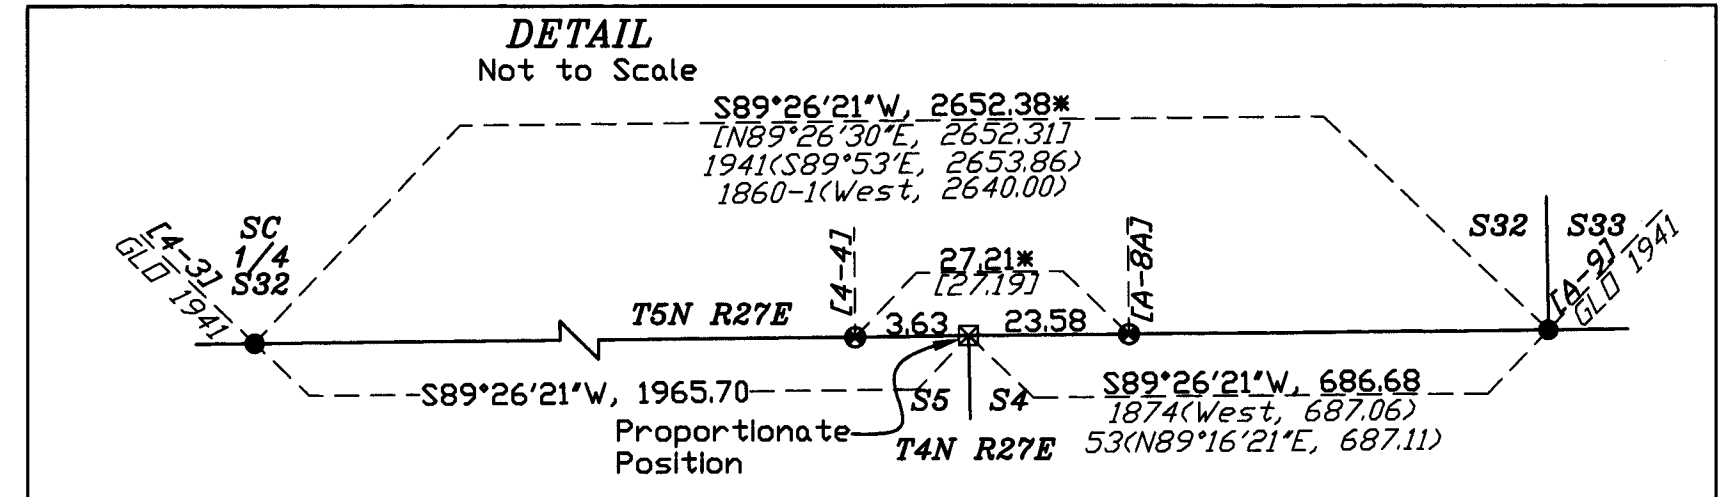 DETAIL
Not to Scale
S89°26'21"W, 2652.38*
[N89°26'30"E, 2652.31]
1941(S89°53'E, 2653.86)
1860-1(West, 2640.00)
[4-3]
GLO 1941
SC
1/4
S32
T5N R27E
[4-4]
27.21*
[27.19]
[A-8A]
3.63
23.58
S32
S33
[A-9]
GLO 1941
S89°26'21"W, 1965.70
S5
S4
S89°26'21"W, 686.68
1874(West, 687.06)
53(N89°16'21"E, 687.11)
Proportionate
Position
T4N R27E